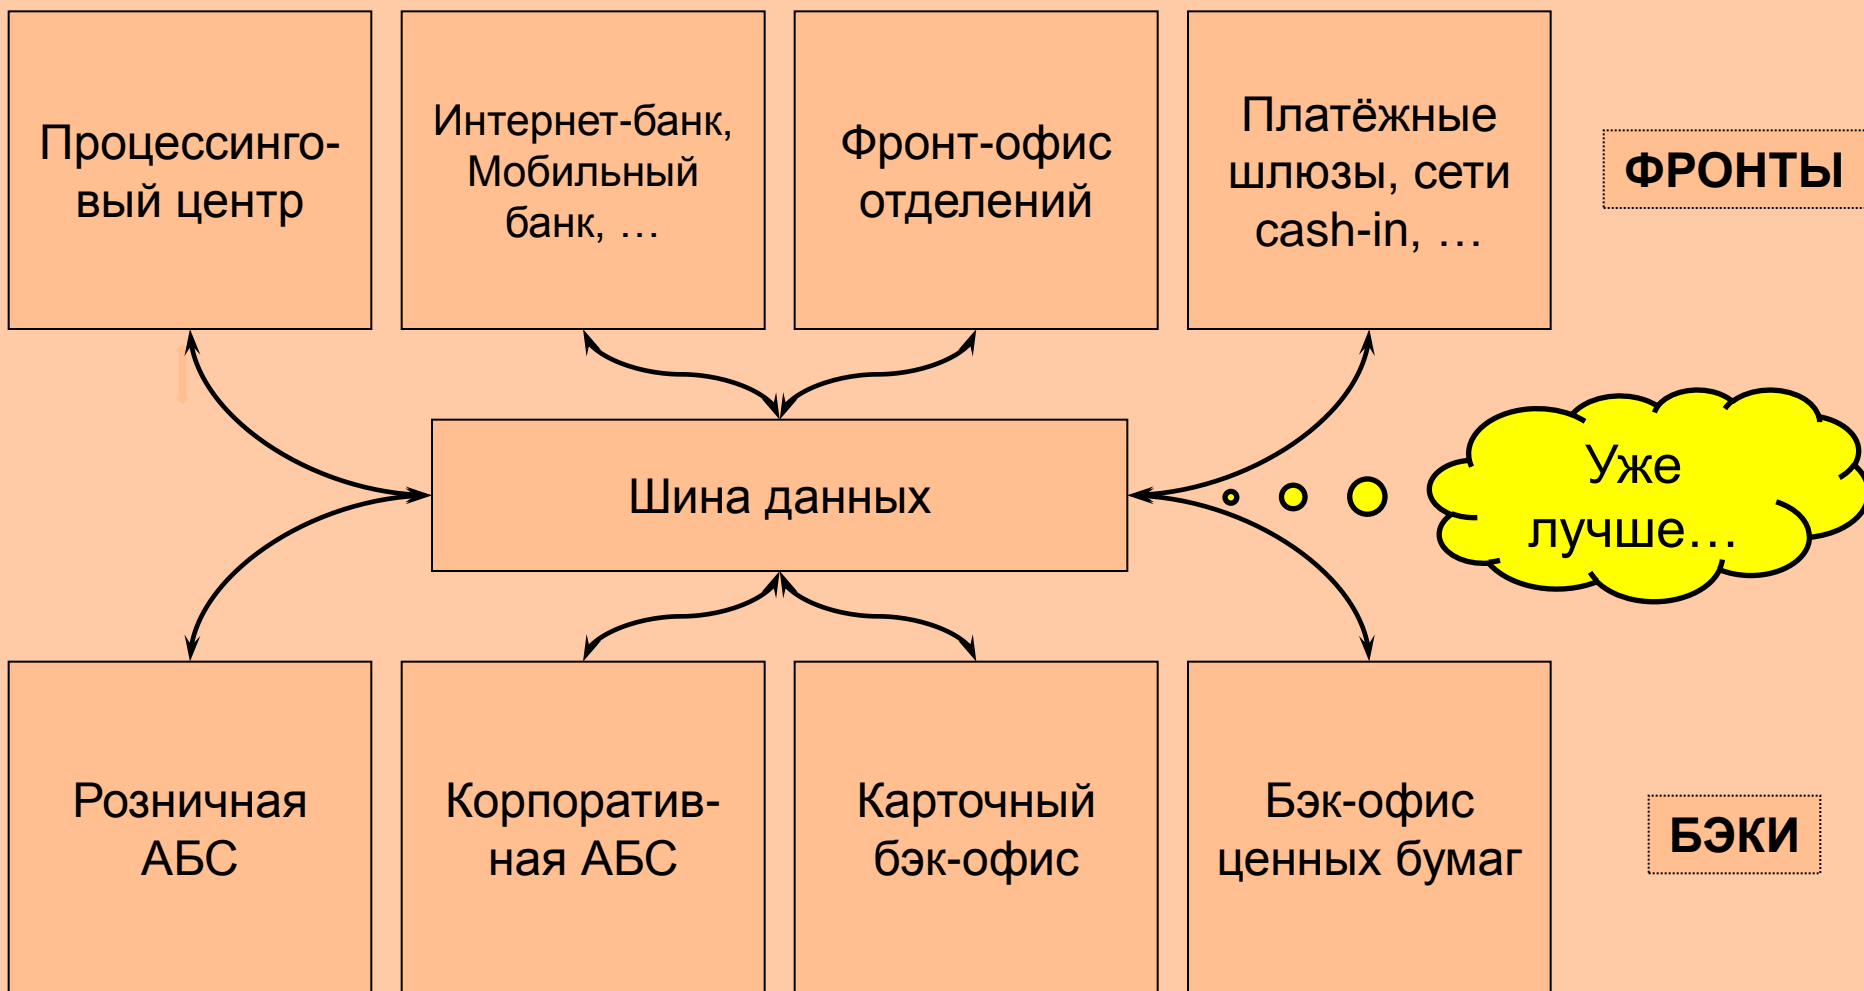 Процессинго-
вый центр
Интернет-банк,
Мобильный
банк, …
Фронт-офис
отделений
Платёжные
шлюзы, сети
cash-in, …
ФРОНТЫ
Шина данных
Уже
лучше…
Розничная
АБС
Корпоратив-
ная АБС
Карточный
бэк-офис
Бэк-офис
ценных бумаг
БЭКИ